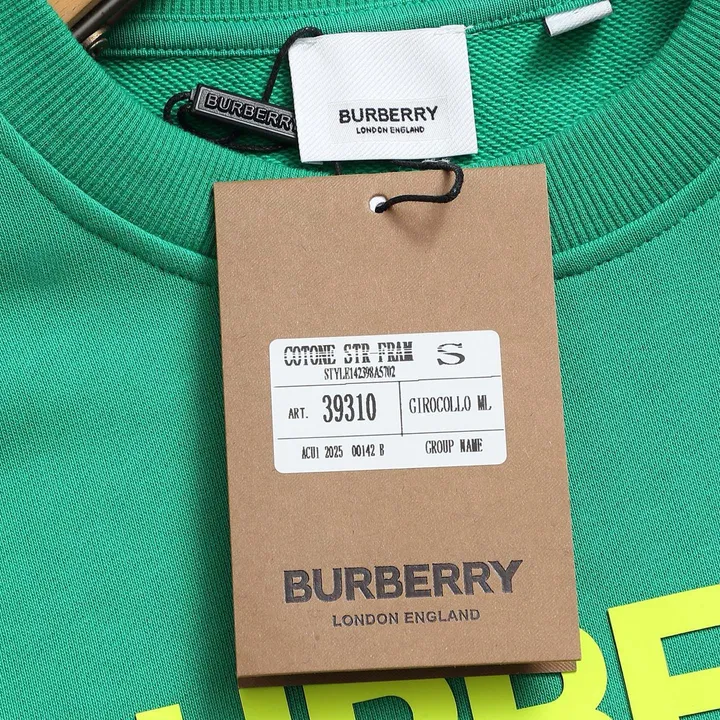 BURBERRY
LONDON ENGLAND
BURBERRY
COTONE STR FRAM S
STYLE142398A5702
ART. 39310 GIROCOLLO ML
ACU1 2025 00142 B GROUP NAME
BURBERRY
LONDON ENGLAND